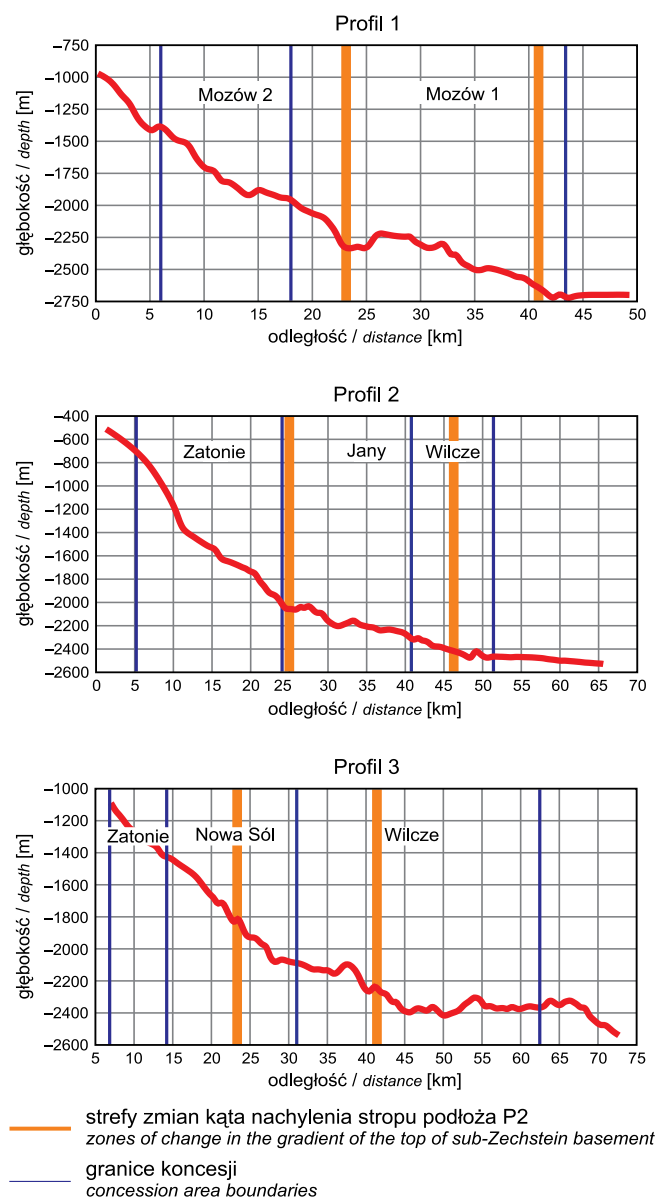 Profil 1
głębokość / depth [m]
–750
–1000
–1250
–1500
–1750
–2000
–2250
–2500
–2750
Mozów 2
Mozów 1
0 5 10 15 20 25 30 35 40 45 50
odległość / distance [km]
Profil 2
głębokość / depth [m]
–400
–600
–800
–1000
–1200
–1400
–1600
–1800
–2000
–2200
–2400
–2600
Zatonie
Jany
Wilcze
0 5 10 15 20 25 30 35 40 45 50 55 60 65 70
odległość / distance [km]
Profil 3
głębokość / depth [m]
–1000
–1200
–1400
–1600
–1800
–2000
–2200
–2400
–2600
Zatonie
Nowa Sól
Wilcze
5 10 15 20 25 30 35 40 45 50 55 60 65 70 75
odległość / distance [km]
strefy zmian kąta nachylenia stropu podłoża P2
zones of change in the gradient of the top of sub-Zechstein basement
granice koncesji
concession area boundaries